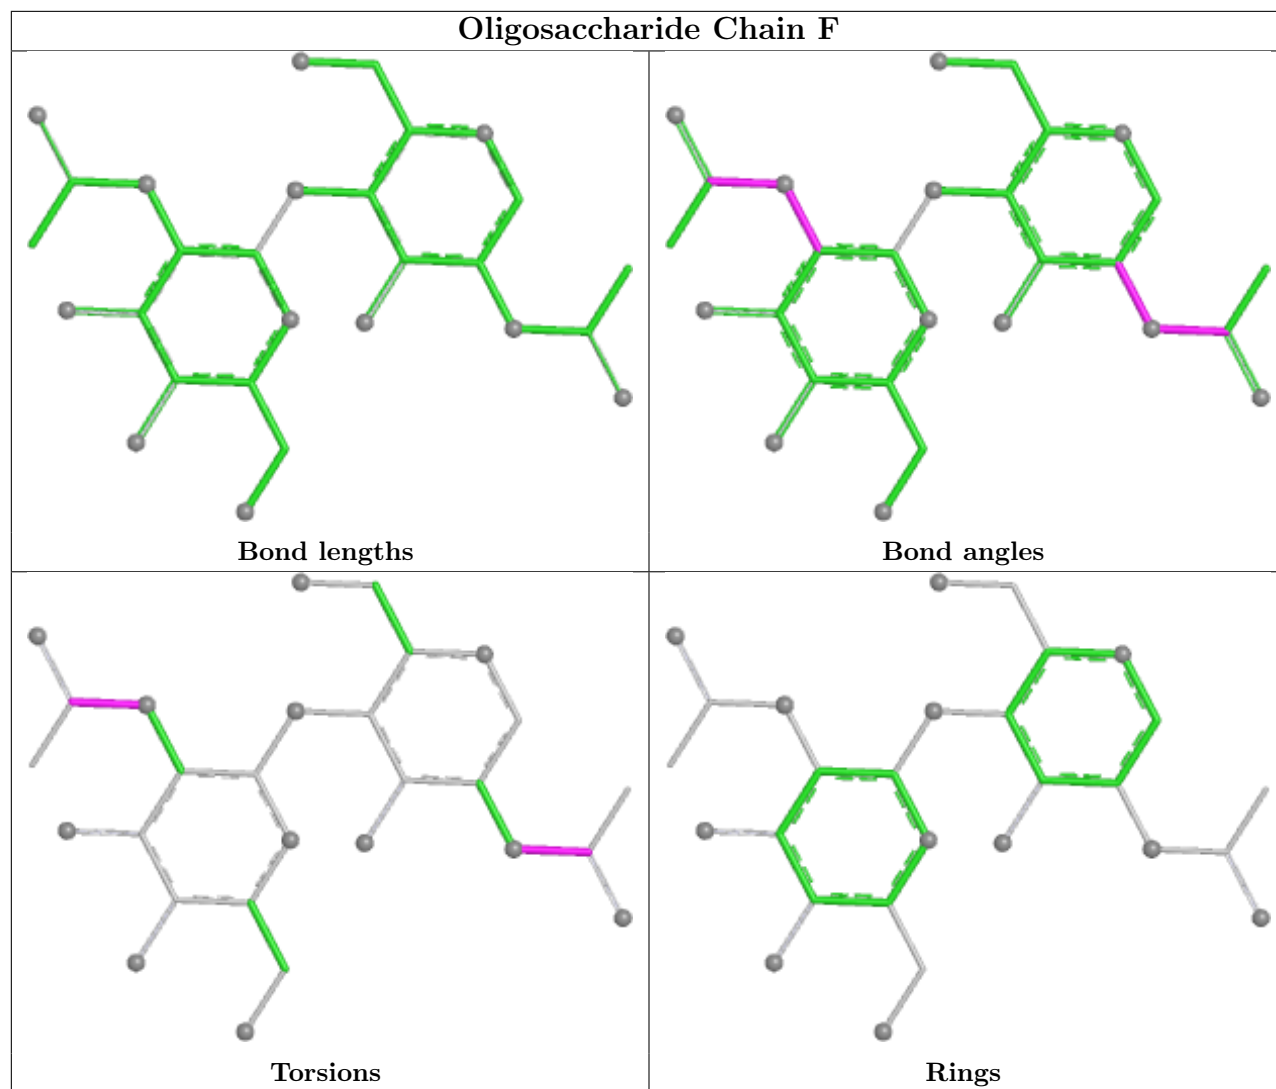 Oligosaccharide Chain F
Bond lengths
Bond angles
Torsions
Rings